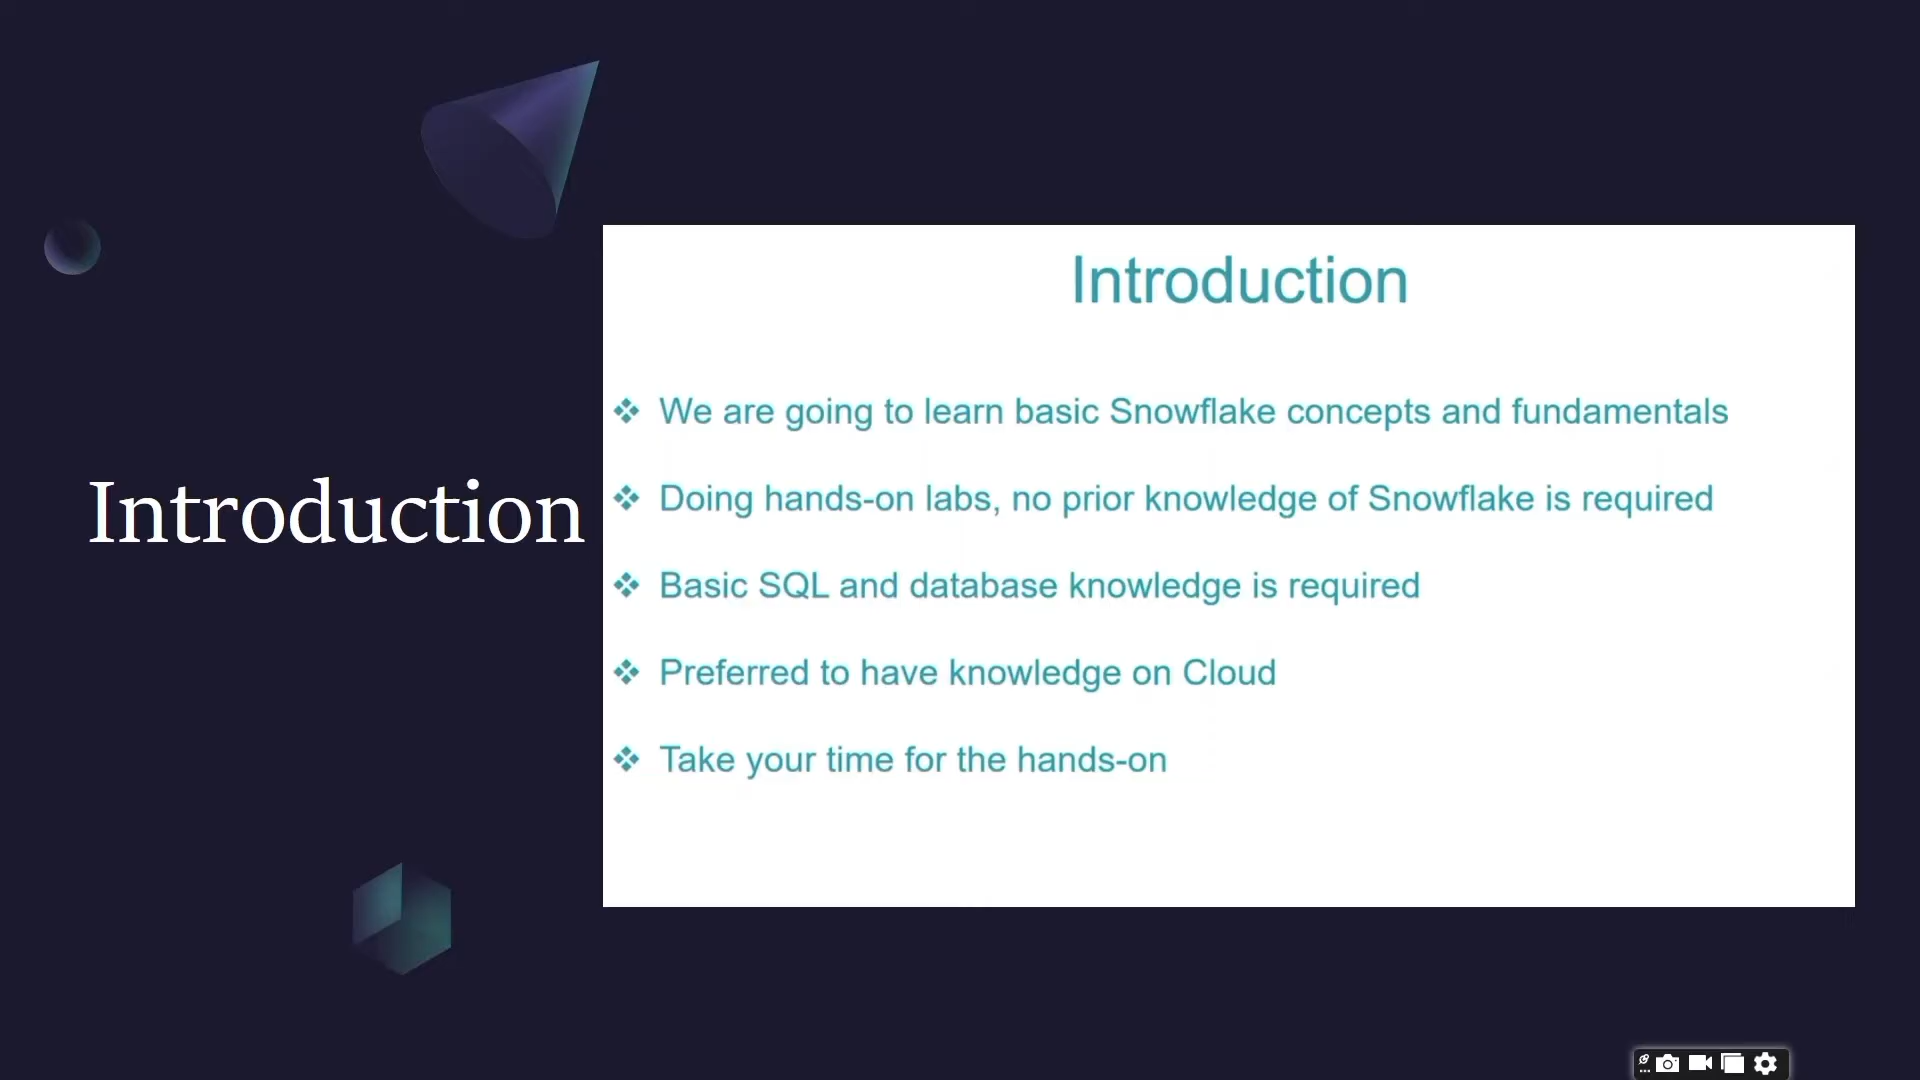 Introduction
Introduction
We are going to learn basic Snowflake concepts and fundamentals
Doing hands-on labs, no prior knowledge of Snowflake is required
Basic SQL and database knowledge is required
Preferred to have knowledge on Cloud
Take your time for the hands-on